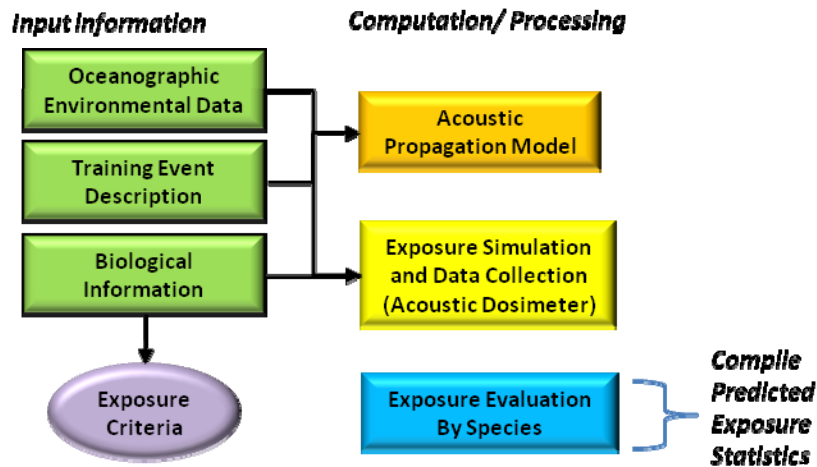 Input Information
Computation/ Processing
Oceanographic
Environmental Data
Acoustic
Propagation Model
Training Event
Description
Biological
Information
Exposure Simulation
and Data Collection
(Acoustic Dosimeter)
Exposure
Criteria
Exposure Evaluation
By Species
Compile
Predicted
Exposure
Statistics